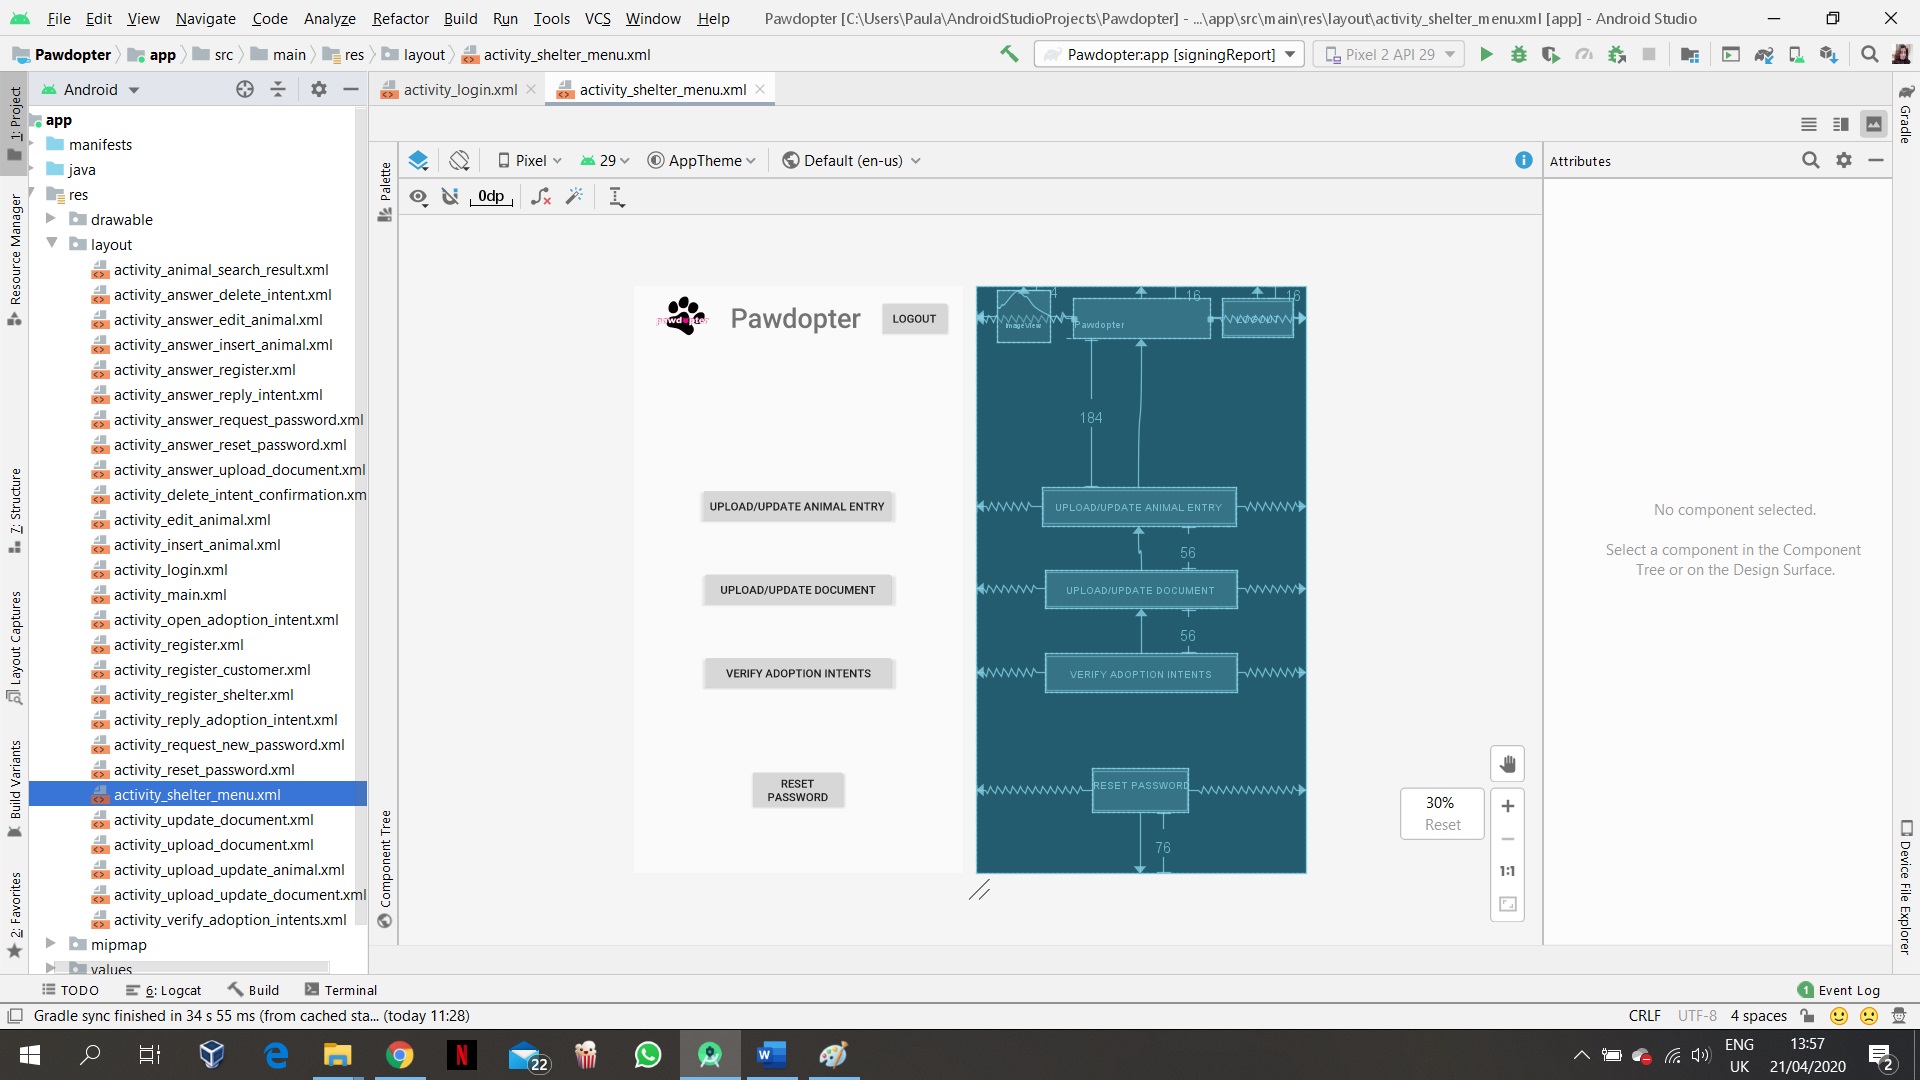 File Edit View Navigate Code Analyze Refactor Build Run Tools VCS Window Help Pawdopter [C:\Users\Paula\AndroidStudioProjects\Pawdopter] - ...\app\src\main\res\layout\activity_shelter_menu.xml [app] - Android Studio
Pawdopter app src main res layout activity_shelter_menu.xml Pawdopter:app [signingReport] Pixel 2 API 29
Android activity_login.xml activity_shelter_menu.xml
1: Project
Resource Manager
7: Structure
Layout Captures
Build Variants
2: Favorites
app
manifests
java
res
drawable
layout
activity_animal_search_result.xml
activity_answer_delete_intent.xml
activity_answer_edit_animal.xml
activity_answer_insert_animal.xml
activity_answer_register.xml
activity_answer_reply_intent.xml
activity_answer_request_password.xml
activity_answer_reset_password.xml
activity_answer_upload_document.xml
activity_delete_intent_confirmation.xm
activity_edit_animal.xml
activity_insert_animal.xml
activity_login.xml
activity_main.xml
activity_open_adoption_intent.xml
activity_register.xml
activity_register_customer.xml
activity_register_shelter.xml
activity_reply_adoption_intent.xml
activity_request_new_password.xml
activity_reset_password.xml
activity_shelter_menu.xml
activity_update_document.xml
activity_upload_document.xml
activity_upload_update_animal.xml
activity_upload_update_document.xml
activity_verify_adoption_intents.xml
mipmap
values
Palette
Component Tree
Pixel 29 AppTheme Default (en-us)
0dp
pawdopter Pawdopter LOGOUT
UPLOAD/UPDATE ANIMAL ENTRY
UPLOAD/UPDATE DOCUMENT
VERIFY ADOPTION INTENTS
RESET
PASSWORD
4 16 16
ImageView Pawdopter LOGOUT
184
UPLOAD/UPDATE ANIMAL ENTRY
56
UPLOAD/UPDATE DOCUMENT
56
VERIFY ADOPTION INTENTS
RESET PASSWORD
76
30%
Reset
1:1
Attributes
No component selected.
Select a component in the Component
Tree or on the Design Surface.
Gradle
Device File Explorer
TODO 6: Logcat Build Terminal 1 Event Log
Gradle sync finished in 34 s 55 ms (from cached sta... (today 11:28) CRLF UTF-8 4 spaces
N 22 W ENG 13:57
UK 21/04/2020 2